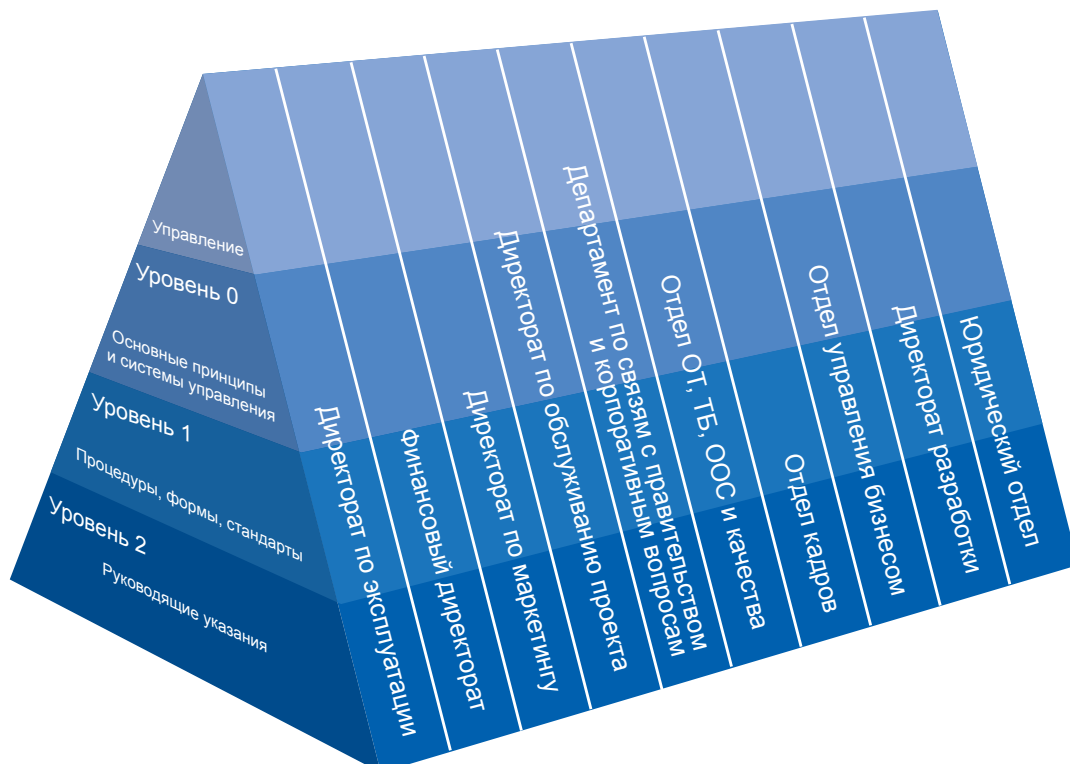 Управление
Уровень 0
Основные принципы
и системы управления
Уровень 1
Процедуры, формы, стандарты
Уровень 2
Руководящие указания
Директорат по эксплуатации
Финансовый директорат
Директорат по маркетингу
Директорат по обслуживанию проекта
Департамент по связям с правительством
и корпоративным вопросам
Отдел ОТ, ТБ, ООС и качества
Отдел кадров
Отдел управления бизнесом
Директорат разработки
Юридический отдел